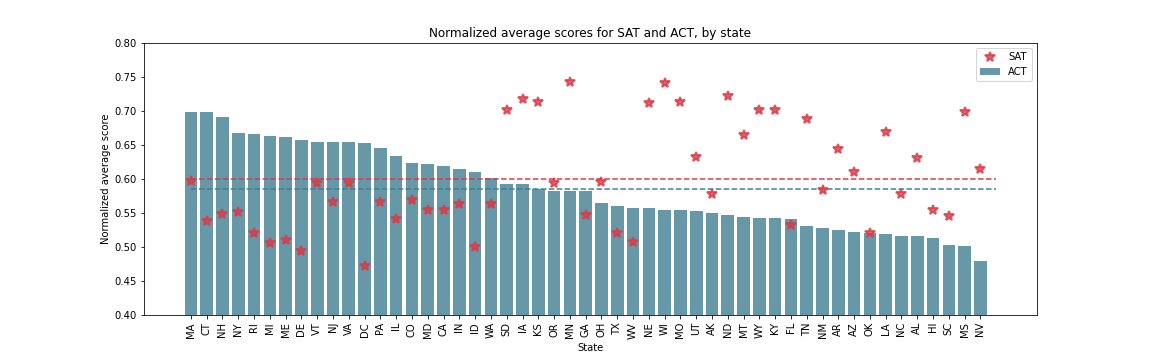 Normalized average scores for SAT and ACT, by state
SAT
ACT
Normalized average score
0.80
0.75
0.70
0.65
0.60
0.55
0.50
0.45
0.40
MA CT NH NY RI MI ME DE VT NJ VA DC PA IL CO MD CA IN ID WA SD IA KS OR MN GA OH TX WV NE WI MO UT AK ND MT WY KY FL TN NM AR AZ OK LA NC AL HI SC MS NV
State